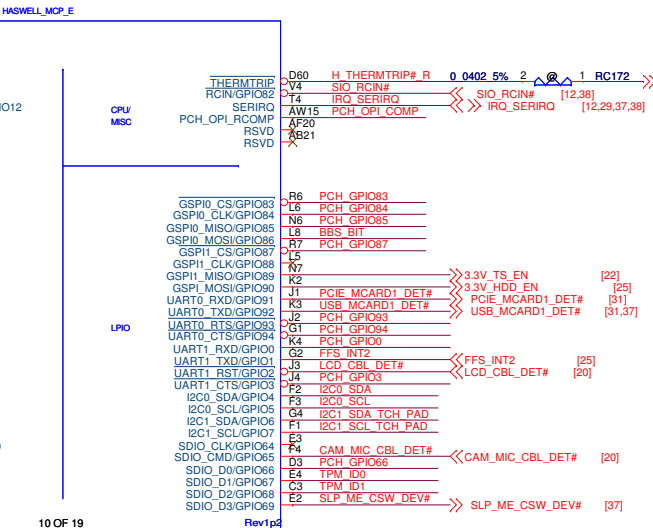 HASWELL_MCP_E
IO12
CPU/
MISC
THERMTRIP D60 H_THERMTRIP#_R 0_0402_5% 2 @ 1 RC172
RCIN/GPIO82 V4 SIO_RCIN# SIO_RCIN# [12,38]
SERIRQ T4 IRQ_SERIRQ IRQ_SERIRQ [12,29,37,38]
PCH_OPI_RCOMP AW15 PCH_OPI_COMP
RSVD AF20
RSVD AB21
LPIO
GSPI0_CS/GPIO83 R6 PCH_GPIO83
GSPI0_CLK/GPIO84 L6 PCH_GPIO84
GSPI0_MISO/GPIO85 N6 PCH_GPIO85
GSPI0_MOSI/GPIO86 L8 BBS_BIT
GSPI1_CS/GPIO87 R7 PCH_GPIO87
GSPI1_CLK/GPIO88 L5
GSPI1_MISO/GPIO89 N7 3.3V_TS_EN [22]
GSPI_MOSI/GPIO90 K2 3.3V_HDD_EN [25]
UART0_RXD/GPIO91 J1 PCIE_MCARD1_DET# PCIE_MCARD1_DET# [31]
UART0_TXD/GPIO92 K3 USB_MCARD1_DET# USB_MCARD1_DET# [31,37]
UART0_RTS/GPIO93 J2 PCH_GPIO93
UART0_CTS/GPIO94 G1 PCH_GPIO94
UART1_RXD/GPIO0 K4 PCH_GPIO0
UART1_TXD/GPIO1 G2 FFS_INT2 FFS_INT2 [25]
UART1_RST/GPIO2 J3 LCD_CBL_DET# LCD_CBL_DET# [20]
UART1_CTS/GPIO3 J4 PCH_GPIO3
I2C0_SDA/GPIO4 F2 I2C0_SDA
I2C0_SCL/GPIO5 F3 I2C0_SCL
I2C1_SDA/GPIO6 G4 I2C1_SDA_TCH_PAD
I2C1_SCL/GPIO7 F1 I2C1_SCL_TCH_PAD
SDIO_CLK/GPIO64 E3
SDIO_CMD/GPIO65 F4 CAM_MIC_CBL_DET# CAM_MIC_CBL_DET# [20]
SDIO_D0/GPIO66 D3 PCH_GPIO66
SDIO_D1/GPIO67 E4 TPM_ID0
SDIO_D2/GPIO68 C3 TPM_ID1
SDIO_D3/GPIO69 E2 SLP_ME_CSW_DEV# SLP_ME_CSW_DEV# [37]
10 OF 19 Rev1p2